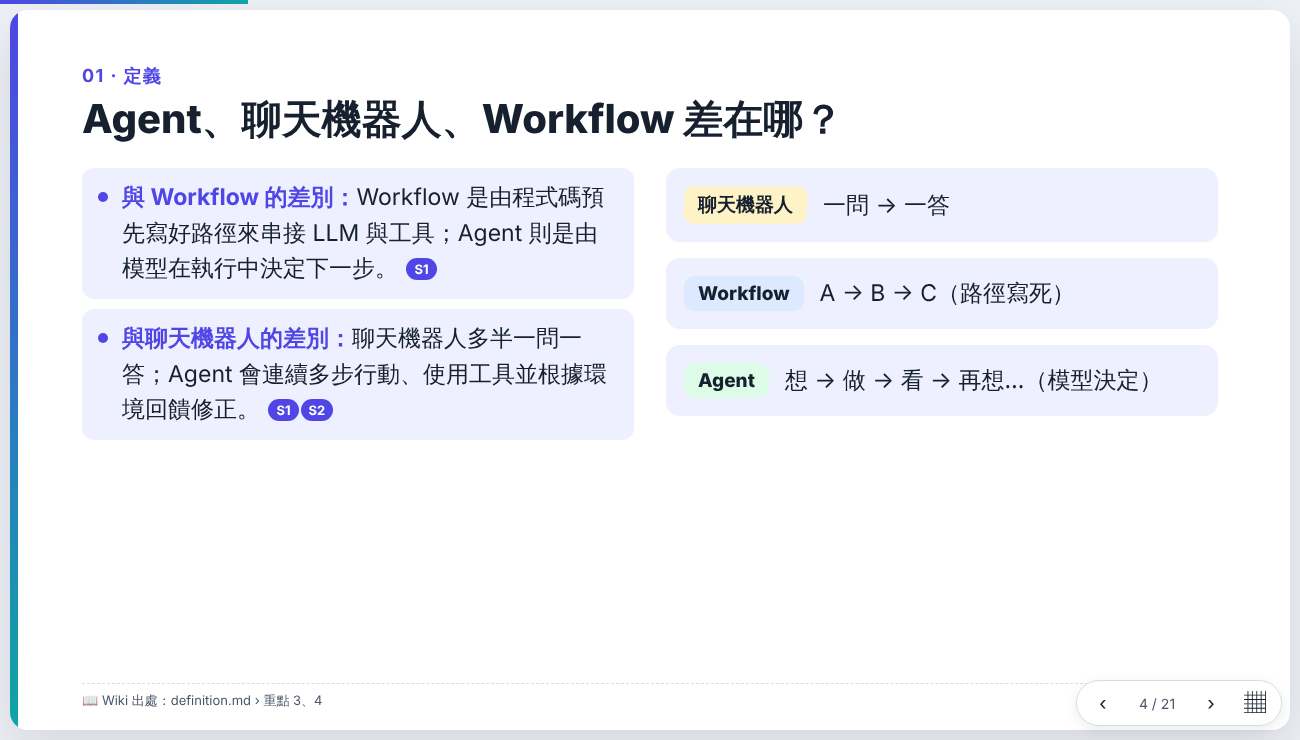 01 · 定義
Agent、聊天機器人、Workflow 差在哪？
與 Workflow 的差別：Workflow 是由程式碼預
先寫好路徑來串接 LLM 與工具；Agent 則是由
模型在執行中決定下一步。 S1
與聊天機器人的差別：聊天機器人多半一問一
答；Agent 會連續多步行動、使用工具並根據環
境回饋修正。 S1 S2
聊天機器人 一問 → 一答
Workflow A → B → C（路徑寫死）
Agent 想 → 做 → 看 → 再想…（模型決定）
📖 Wiki 出處：definition.md › 重點 3、4
‹ 4 / 21 ›